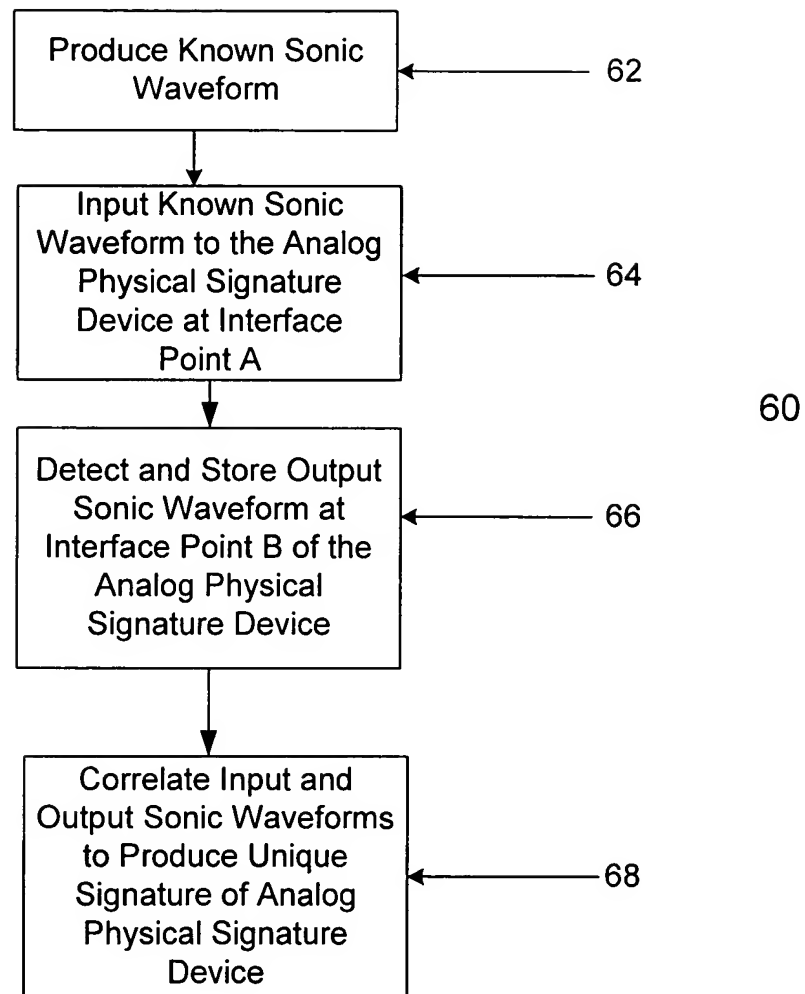 Produce Known Sonic
Waveform
62
Input Known Sonic
Waveform to the Analog
Physical Signature
Device at Interface
Point A
64
60
Detect and Store Output
Sonic Waveform at
Interface Point B of the
Analog Physical
Signature Device
66
Correlate Input and
Output Sonic Waveforms
to Produce Unique
Signature of Analog
Physical Signature
Device
68